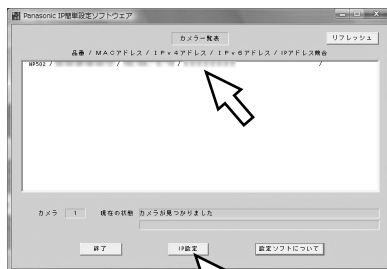 Panasonic IP簡単設定ソフトウェア
カメラ一覧表
リフレッシュ
品番 / MACアドレス / IPv4アドレス / IPv6アドレス / IPアドレス競合
NP502 / / / /
カメラ 1 現在の状態 カメラが見つかりました
終了 IP設定 設定ソフトについて